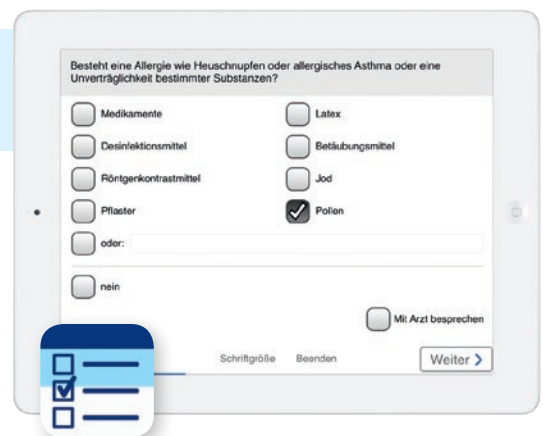 Besteht eine Allergie wie Heuschnupfen oder allergisches Asthma oder eine
Unverträglichkeit bestimmter Substanzen?
Medikamente
Latex
Desinfektionsmittel
Betäubungsmittel
Röntgenkontrastmittel
Jod
Pflaster
Pollen
oder:
nein
Mit Arzt besprechen
Schriftgröße Beenden Weiter >